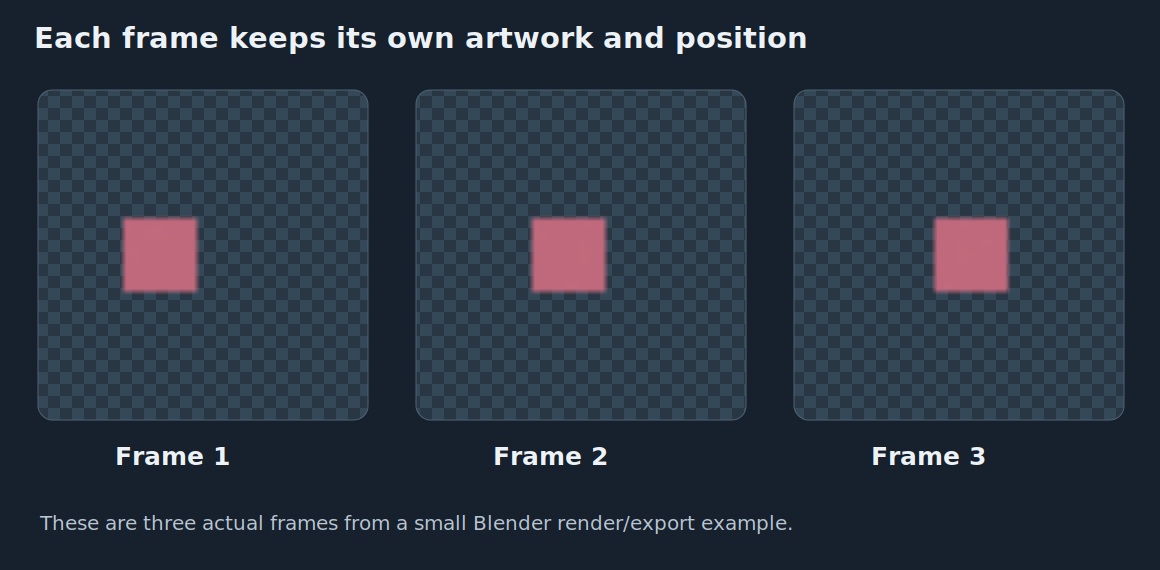 Each frame keeps its own artwork and position
Frame 1
Frame 2
Frame 3
These are three actual frames from a small Blender render/export example.